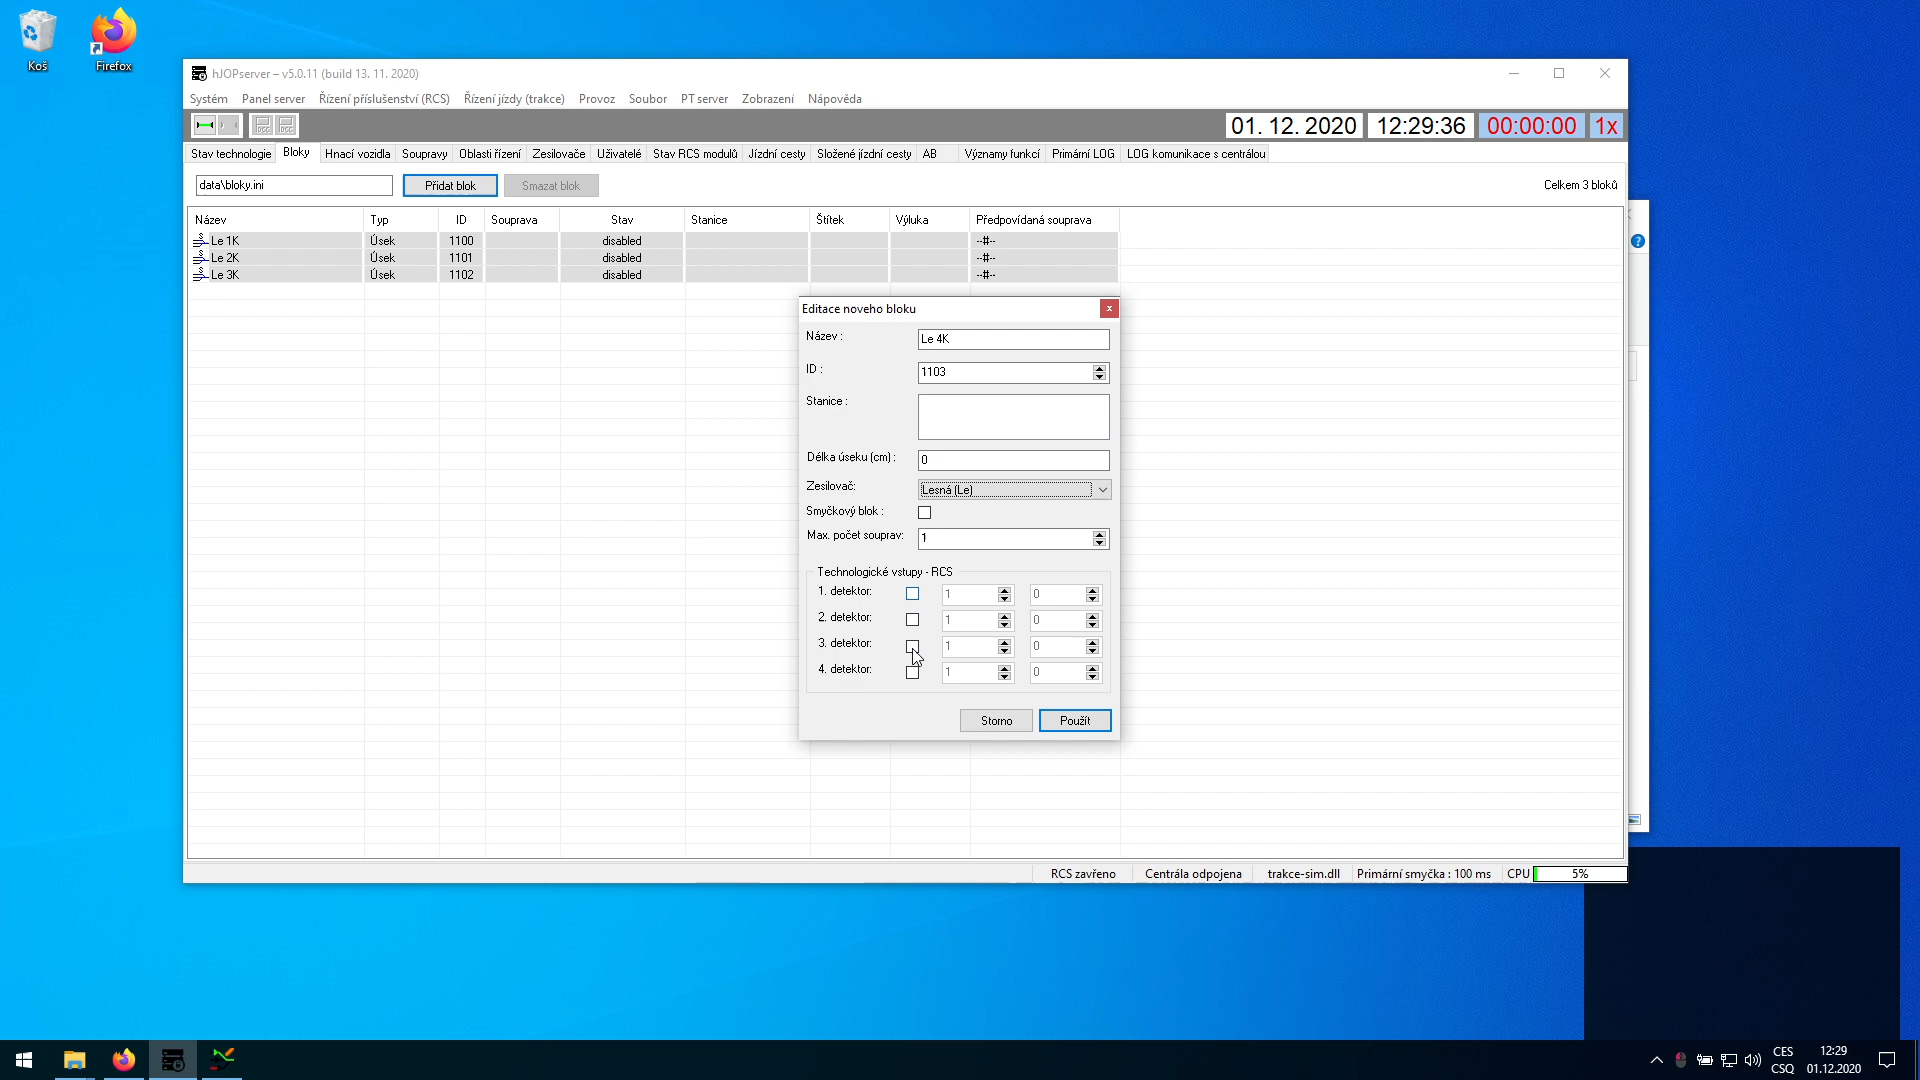 Koš
Firefox
hJOPserver – v5.0.11 (build 13. 11. 2020)
Systém Panel server Řízení příslušenství (RCS) Řízení jízdy (trakce) Provoz Soubor PT server Zobrazení Nápověda
01. 12. 2020 12:29:36 00:00:00 1x
Stav technologie Bloky Hnací vozidla Soupravy Oblasti řízení Zesilovače Uživatelé Stav RCS modulů Jízdní cesty Složené jízdní cesty AB Významy funkcí Primární LOG LOG komunikace s centrálou
data\bloky.ini Přidat blok Smazat blok Celkem 3 bloků
Název Typ ID Souprava Stav Stanice Štítek Výluka Předpovídaná souprava
Le 1K Úsek 1100 disabled --#--
Le 2K Úsek 1101 disabled --#--
Le 3K Úsek 1102 disabled --#--
Editace noveho bloku
Název : Le 4K
ID : 1103
Stanice :
Délka úseku (cm) : 0
Zesilovač: Lesná (Le)
Smyčkový blok :
Max. počet souprav: 1
Technologické vstupy - RCS
1. detektor: 1 0
2. detektor: 1 0
3. detektor: 1 0
4. detektor: 1 0
Storno Použít
RCS zavřeno Centrála odpojena trakce-sim.dll Primární smyčka : 100 ms CPU 5%
CES 12:29
CSQ 01.12.2020